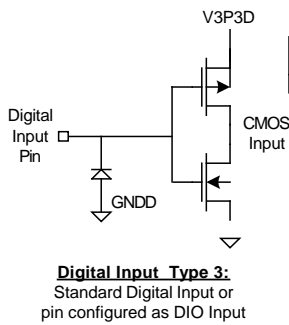 V3P3D
Digital
Input
Pin
CMOS
Input
GNDD
Digital Input Type 3:
Standard Digital Input or
pin configured as DIO Input